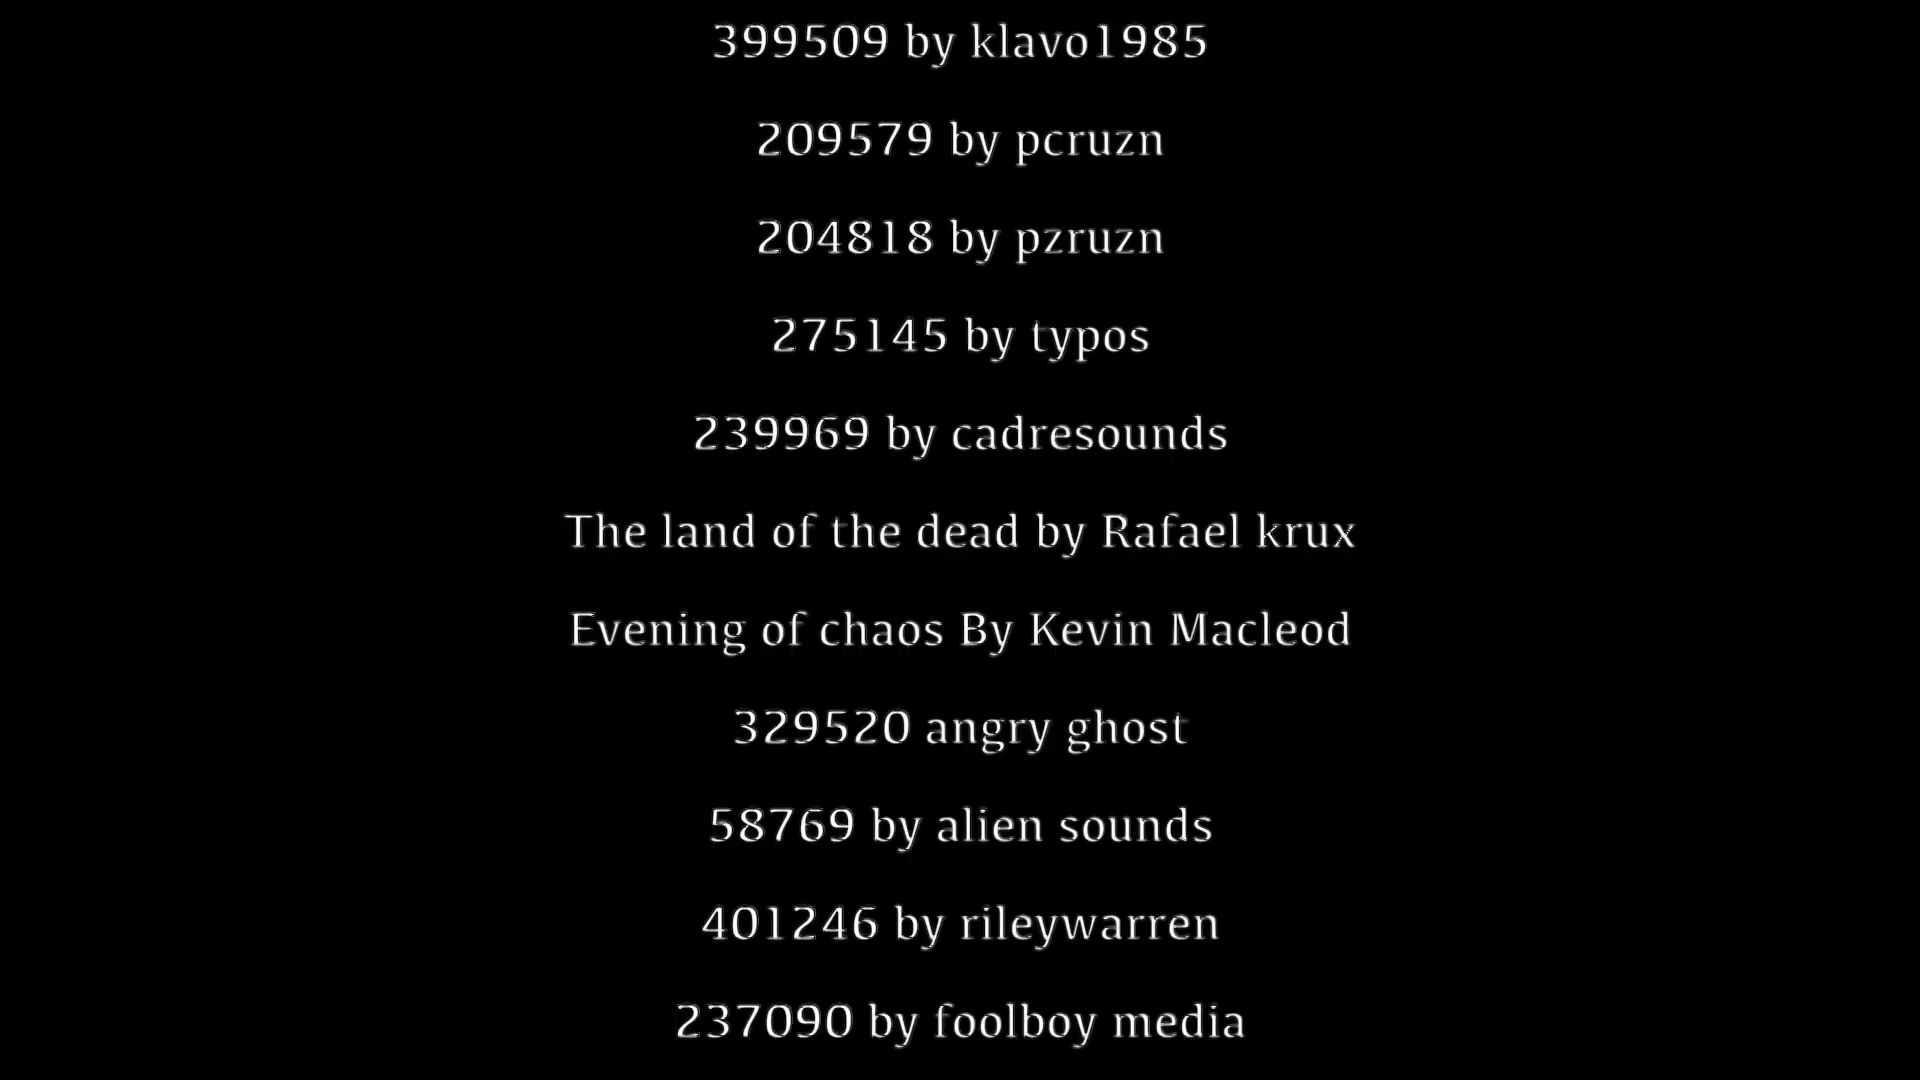 399509 by klavo1985
209579 by pcruzn
204818 by pzruzn
275145 by typos
239969 by cadresounds
The land of the dead by Rafael krux
Evening of chaos By Kevin Macleod
329520 angry ghost
58769 by alien sounds
401246 by rileywarren
237090 by foolboy media